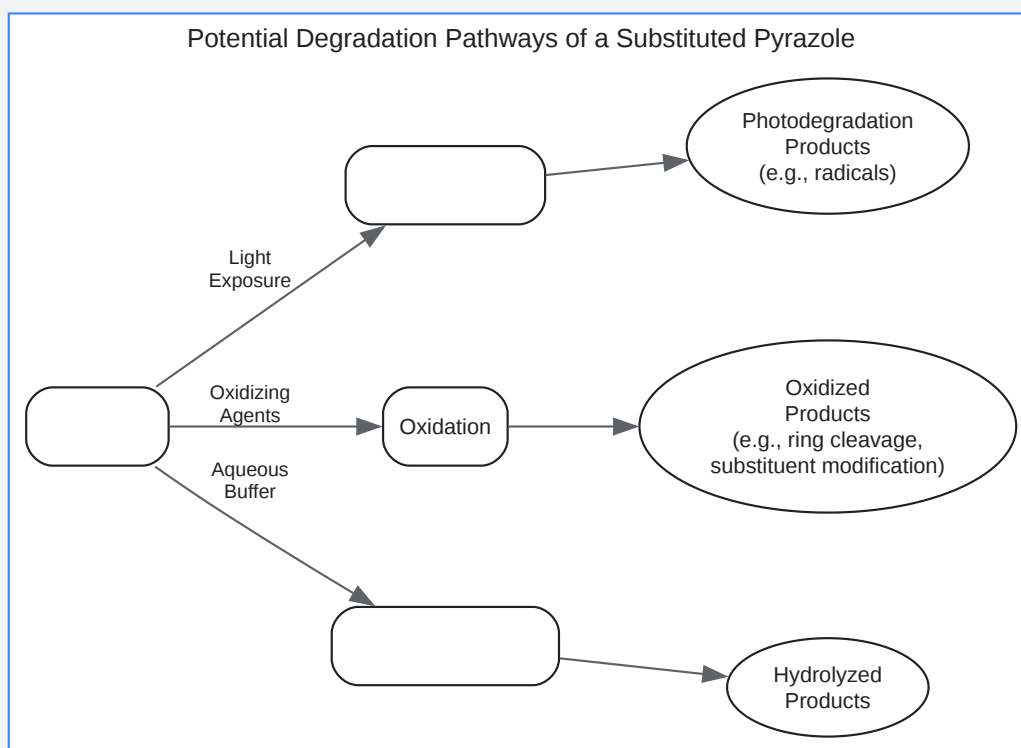 Potential Degradation Pathways of a Substituted Pyrazole
Photodegradation
Products
(e.g., radicals)
Light
Exposure
Oxidizing
Agents
Oxidation
Oxidized
Products
(e.g., ring cleavage,
substituent modification)
Aqueous
Buffer
Hydrolyzed
Products